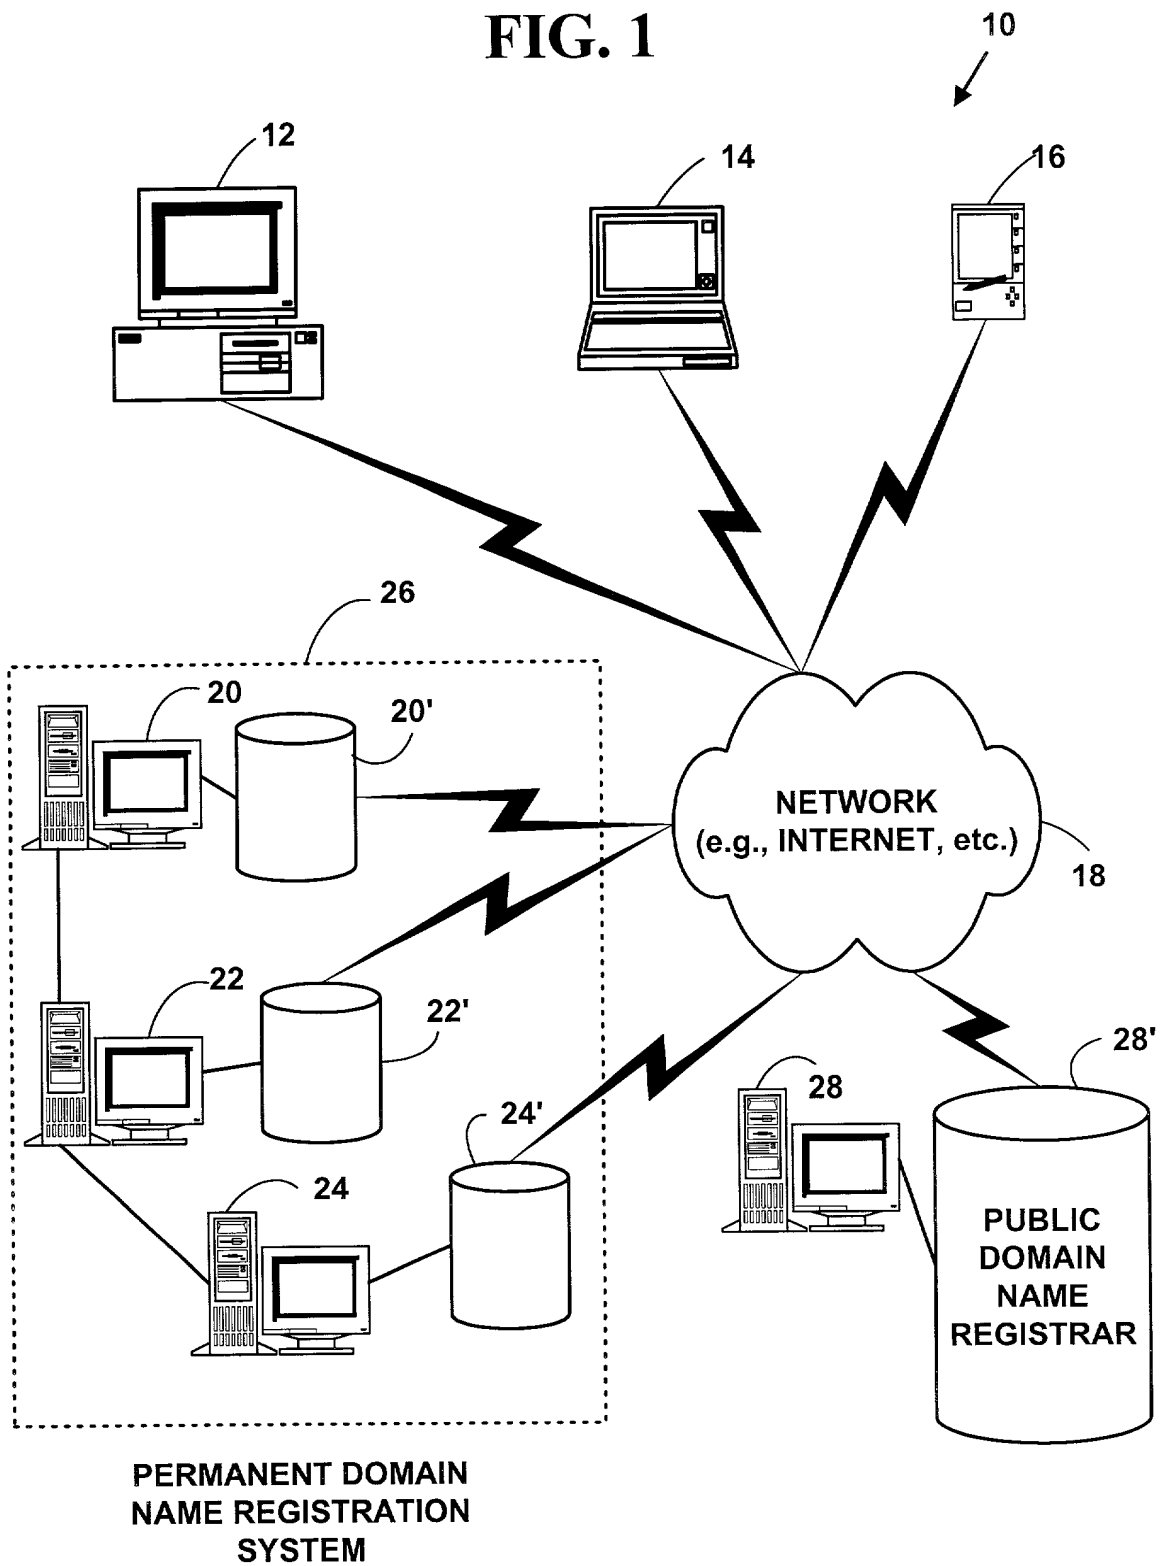 FIG. 1
10
12
14
16
26
20
20'
NETWORK
(e.g., INTERNET, etc.)
18
22
22'
28'
28
24'
24
PUBLIC
DOMAIN
NAME
REGISTRAR
PERMANENT DOMAIN
NAME REGISTRATION
SYSTEM